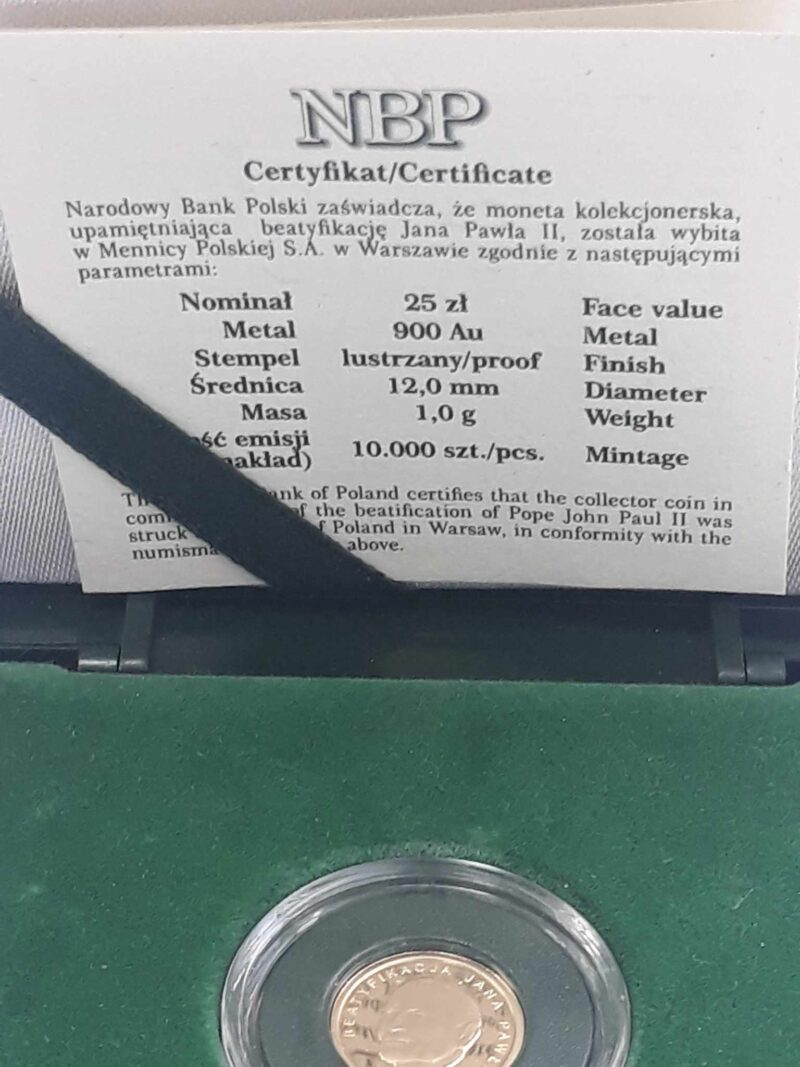 NBP
Certyfikat/Certificate
Narodowy Bank Polski zaświadcza, że moneta kolekcjonerska,
upamiętniająca beatyfikację Jana Pawła II, została wybita
w Mennicy Polskiej S.A. w Warszawie zgodnie z następującymi
parametrami:
Nominał 25 zł Face value
Metal 900 Au Metal
Stempel lustrzany/proof Finish
Średnica 12,0 mm Diameter
Masa 1,0 g Weight
emisji
10.000 szt./pcs. Mintage
of Poland certifies that the collector coin in
the beatification of Pope John Paul II was
struck Poland in Warsaw, in conformity with the
above.
BEATYFIKACJA JANA